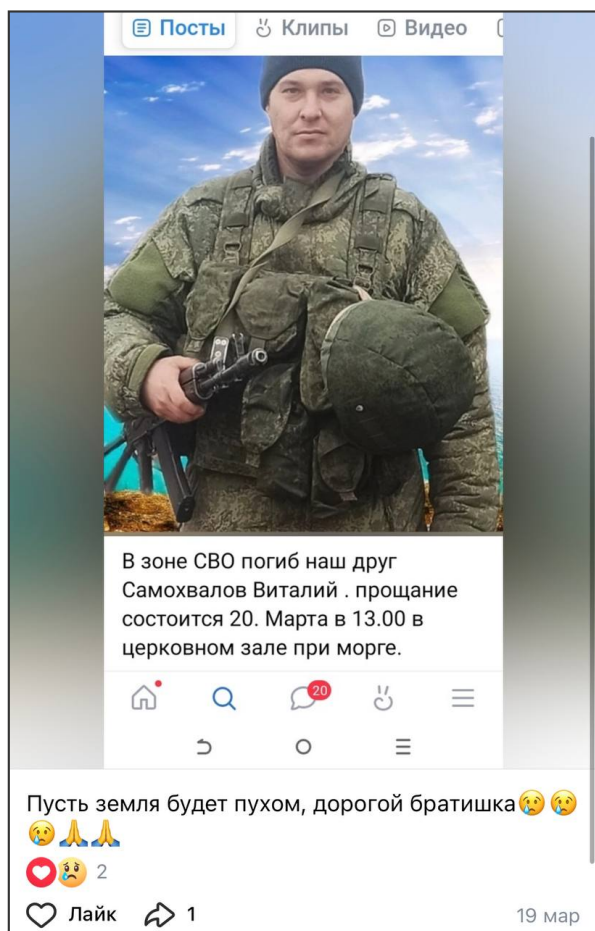 Посты Клипы Видео
В зоне СВО погиб наш друг
Самохвалов Виталий . прощание
состоится 20. Марта в 13.00 в
церковном зале при морге.
20
Пусть земля будет пухом, дорогой братишка😢😢
😢🙏🙏
2
Лайк 1 19 мар